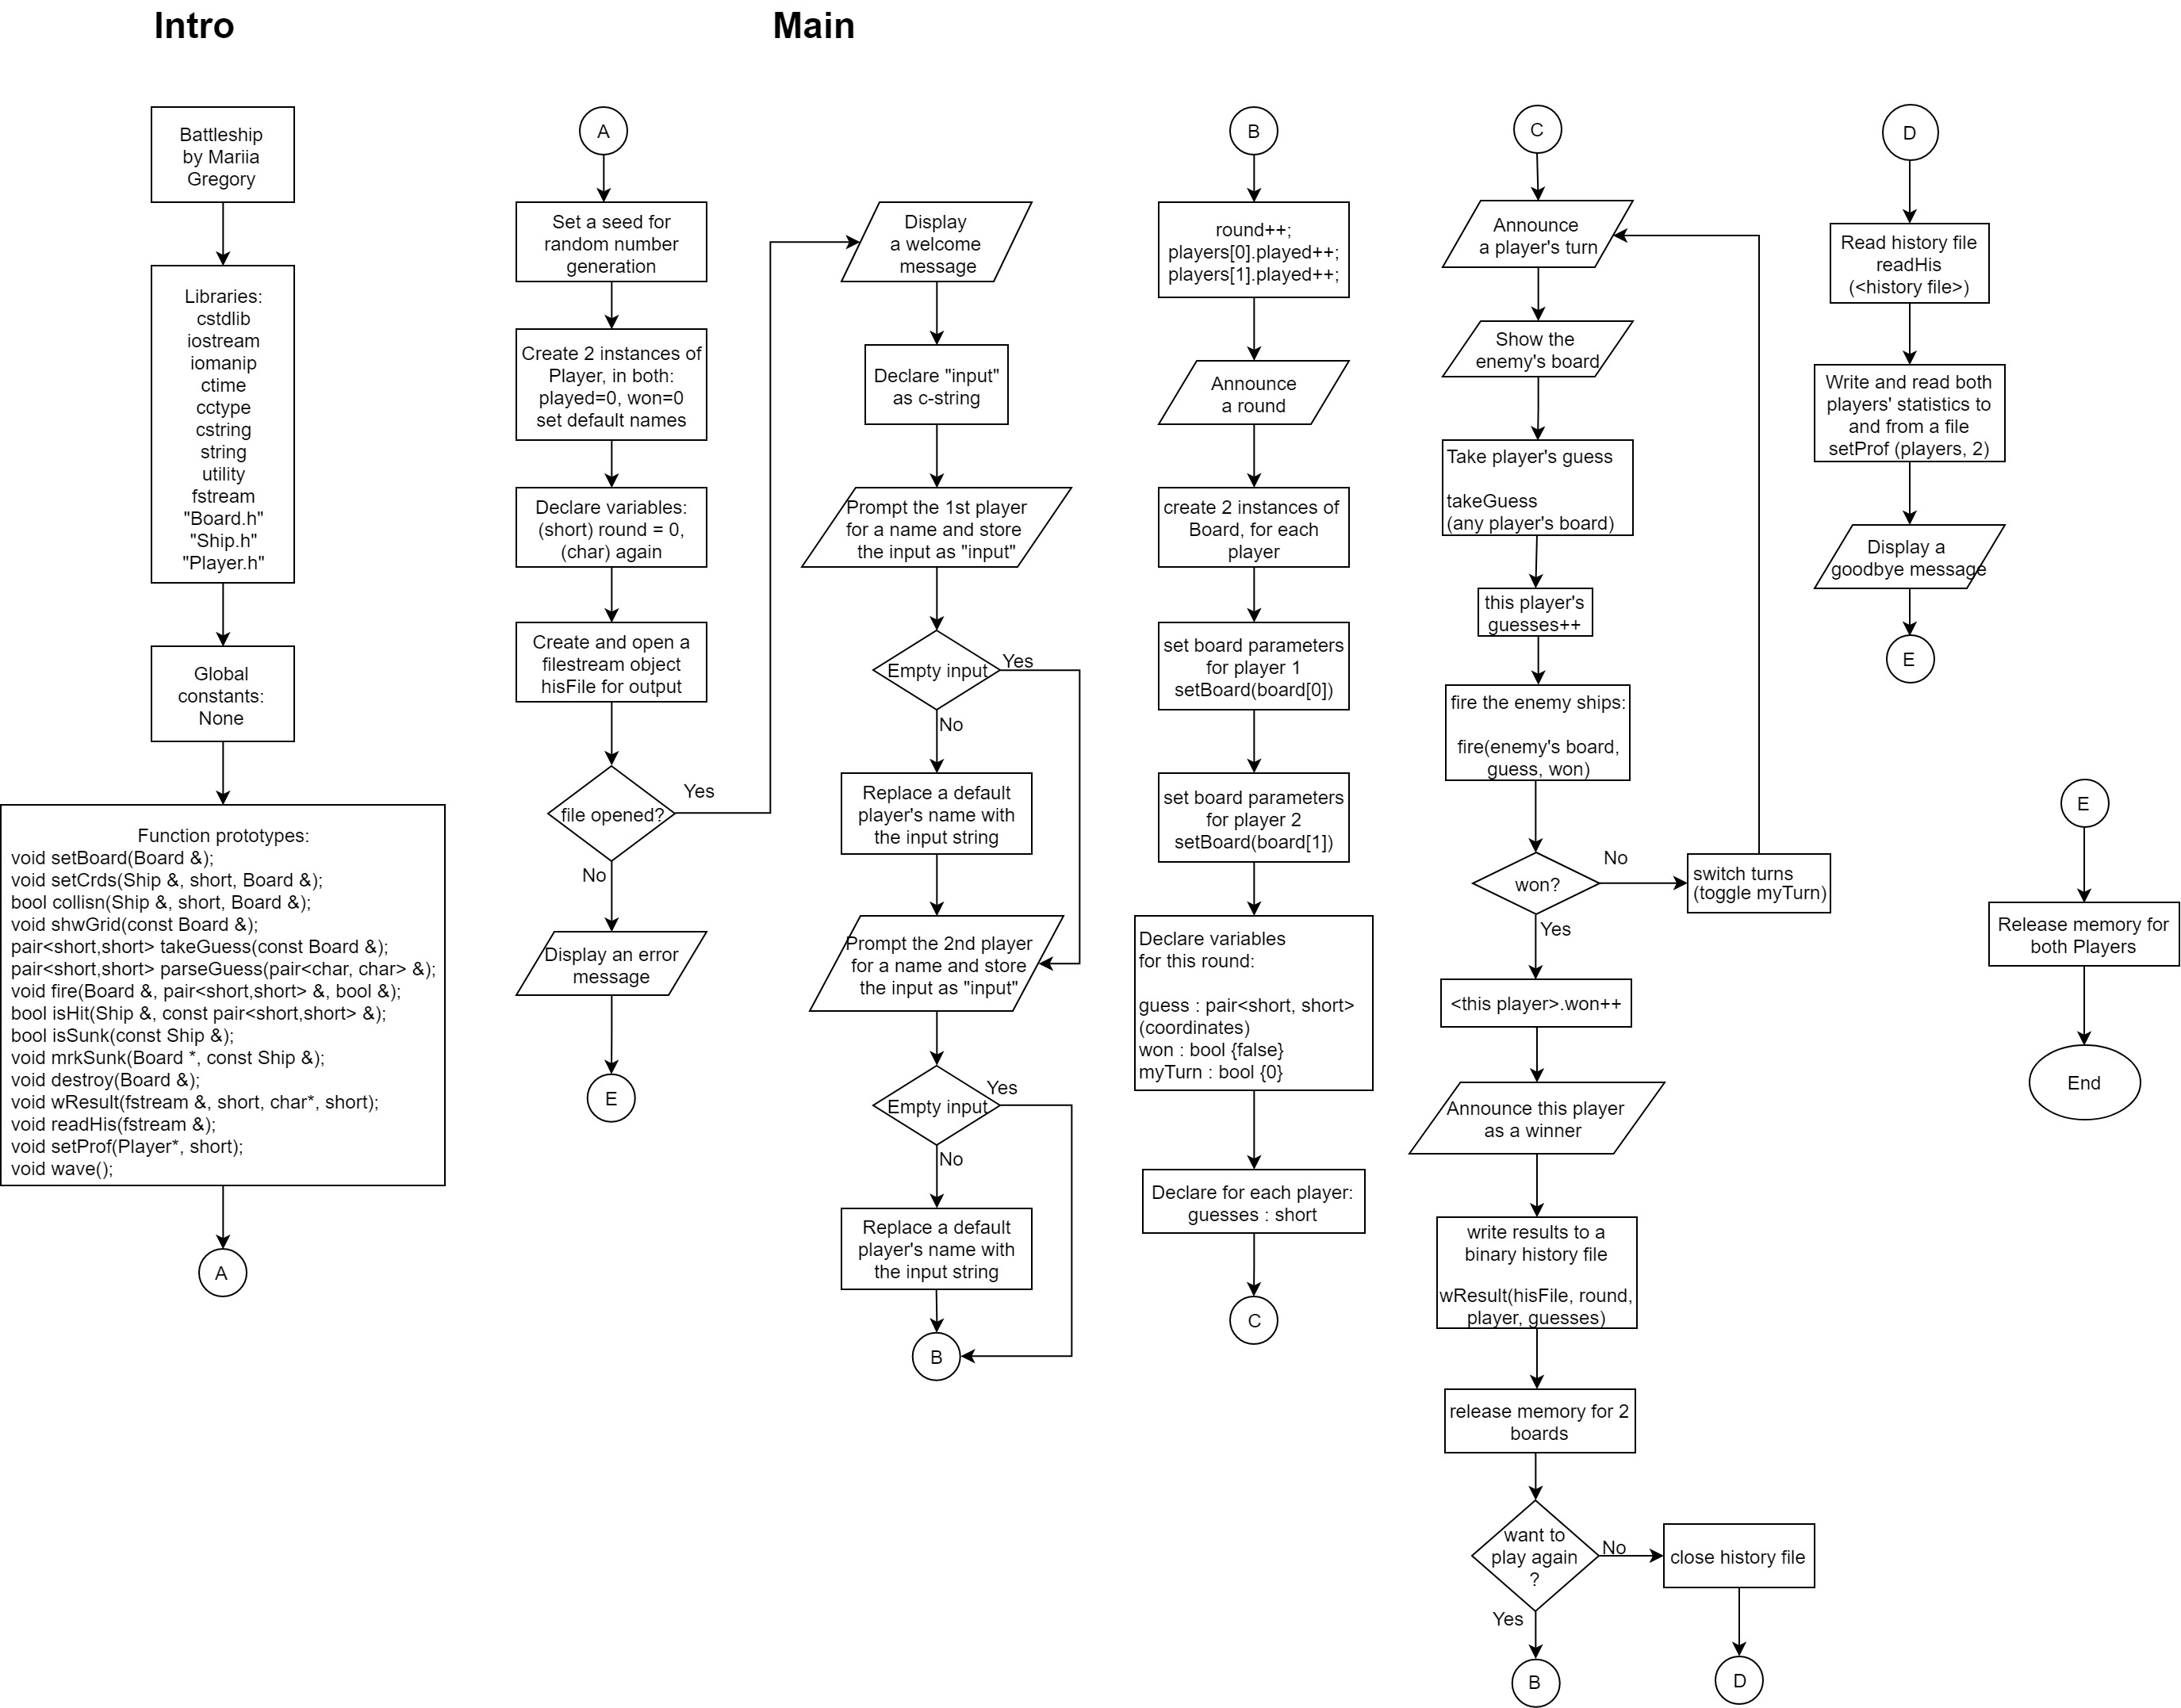 Intro
Main
Battleship
by Mariia
Gregory
Libraries:
cstdlib
iostream
iomanip
ctime
cctype
cstring
string
utility
fstream
"Board.h"
"Ship.h"
"Player.h"
Global
constants:
None
Function prototypes:
void setBoard(Board &);
void setCrds(Ship &, short, Board &);
bool collisn(Ship &, short, Board &);
void shwGrid(const Board &);
pair<short,short> takeGuess(const Board &);
pair<short,short> parseGuess(pair<char, char> &);
void fire(Board &, pair<short,short> &, bool &);
bool isHit(Ship &, const pair<short,short> &);
bool isSunk(const Ship &);
void mrkSunk(Board *, const Ship &);
void destroy(Board &);
void wResult(fstream &, short, char*, short);
void readHis(fstream &);
void setProf(Player*, short);
void wave();
A
A
Set a seed for
random number
generation
Create 2 instances of
Player, in both:
played=0, won=0
set default names
Declare variables:
(short) round = 0,
(char) again
Create and open a
filestream object
hisFile for output
file opened?
Yes
No
Display an error
message
E
Display
a welcome
message
Declare "input"
as c-string
Prompt the 1st player
for a name and store
the input as "input"
Empty input
Yes
No
Replace a default
player's name with
the input string
Prompt the 2nd player
for a name and store
the input as "input"
Empty input
Yes
No
Replace a default
player's name with
the input string
B
B
round++;
players[0].played++;
players[1].played++;
Announce
a round
create 2 instances of
Board, for each
player
set board parameters
for player 1
setBoard(board[0])
set board parameters
for player 2
setBoard(board[1])
Declare variables
for this round:
guess : pair<short, short>
(coordinates)
won : bool {false}
myTurn : bool {0}
Declare for each player:
guesses : short
C
C
Announce
a player's turn
Show the
enemy's board
Take player's guess
takeGuess
(any player's board)
this player's
guesses++
fire the enemy ships:
fire(enemy's board,
guess, won)
won?
No
switch turns
(toggle myTurn)
Yes
<this player>.won++
Announce this player
as a winner
write results to a
binary history file
wResult(hisFile, round,
player, guesses)
release memory for 2
boards
want to
play again
?
No
close history file
Yes
B
D
D
Read history file
readHis
(<history file>)
Write and read both
players' statistics to
and from a file
setProf (players, 2)
Display a
goodbye message
E
E
Release memory for
both Players
End